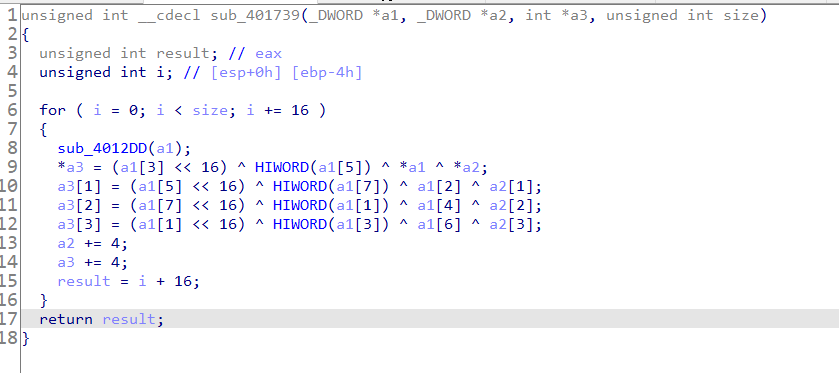 1 unsigned int __cdecl sub_401739(_DWORD *a1, _DWORD *a2, int *a3, unsigned int size)
2 {
3   unsigned int result; // eax
4   unsigned int i; // [esp+0h] [ebp-4h]
5
6   for ( i = 0; i < size; i += 16 )
7   {
8     sub_4012DD(a1);
9     *a3 = (a1[3] << 16) ^ HIWORD(a1[5]) ^ *a1 ^ *a2;
10     a3[1] = (a1[5] << 16) ^ HIWORD(a1[7]) ^ a1[2] ^ a2[1];
11     a3[2] = (a1[7] << 16) ^ HIWORD(a1[1]) ^ a1[4] ^ a2[2];
12     a3[3] = (a1[1] << 16) ^ HIWORD(a1[3]) ^ a1[6] ^ a2[3];
13     a2 += 4;
14     a3 += 4;
15     result = i + 16;
16   }
17   return result;
18 }